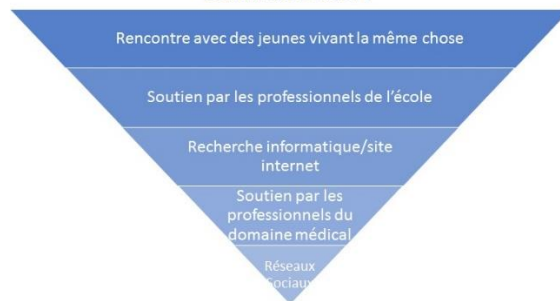 Rencontre avec des jeunes vivant la même chose
Soutien par les professionnels de l'école
Recherche informatique/site
internet
Soutien par les
professionnels du
domaine médical
Réseaux
Sociaux